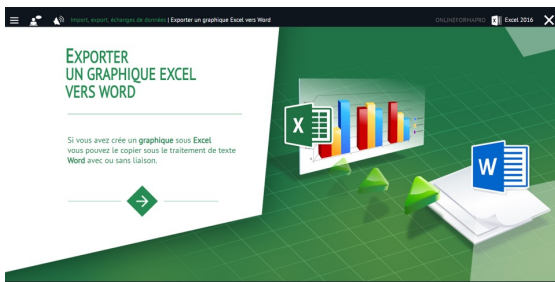 Import, export, échanges de données | Exporter un graphique Excel vers Word
ONLINEFORMAPRO Excel 2016
EXPORTER
UN GRAPHIQUE EXCEL
VERS WORD
Si vous avez crée un graphique sous Excel
vous pouvez le copier sous le traitement de texte
Word avec ou sans liaison.
X
W